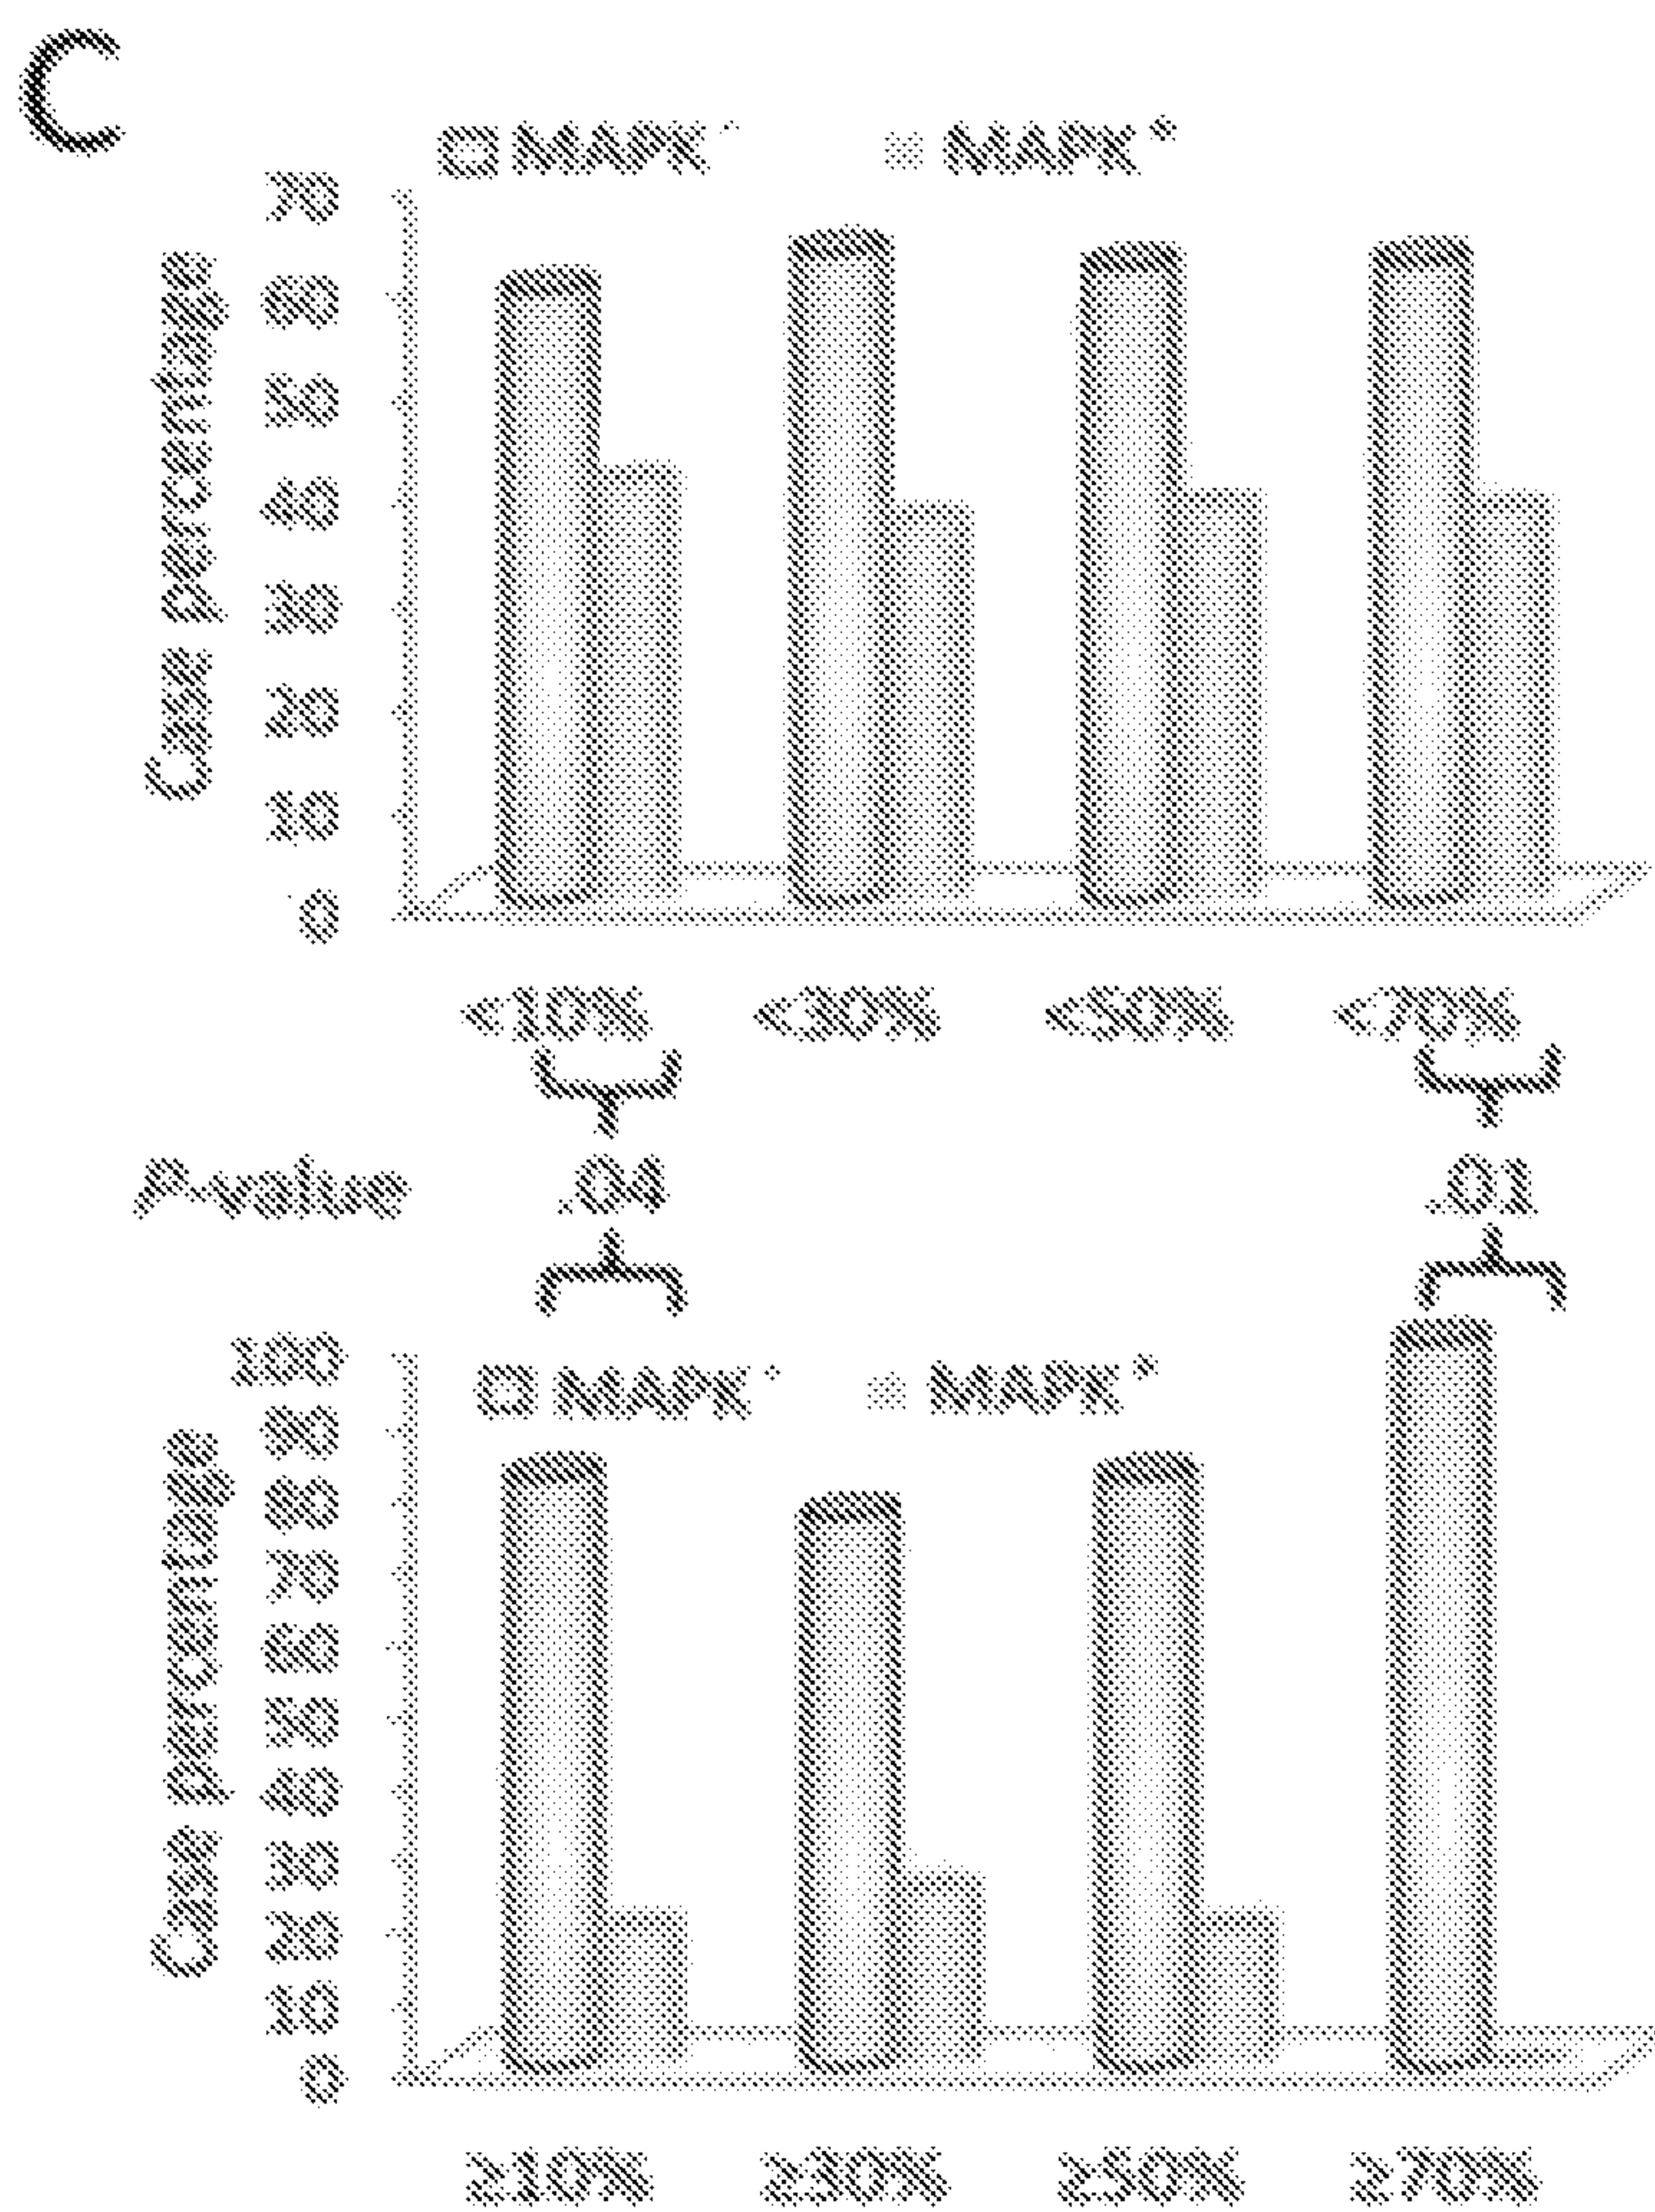 C
MAPK⁻ MAPK⁺
Case percentage
70
60
50
40
30
20
10
0
<10% <30% <50% <70%
P-value .04 .01
MAPK⁻ MAPK⁺
Case percentage
100
90
80
70
60
50
40
30
20
10
0
≥10% ≥30% ≥50% ≥70%